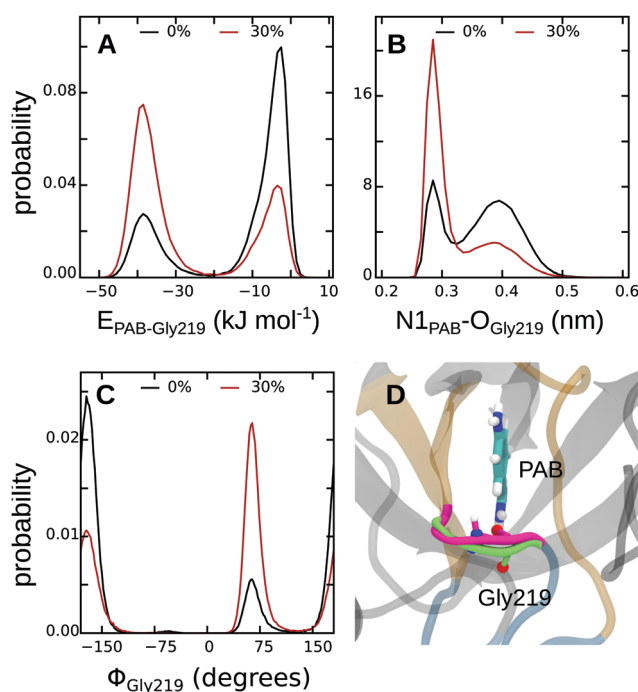 A
0%
30%
probability
0.08
0.04
0.00
−50
−30
−10
10
E_PAB-Gly219 (kJ mol⁻¹)
B
0%
30%
16
8
0
0.2
0.3
0.4
0.5
0.6
N1_PAB-O_Gly219 (nm)
C
0%
30%
probability
0.02
0.01
0.00
−150
−75
0
75
150
Φ_Gly219 (degrees)
D
PAB
Gly219